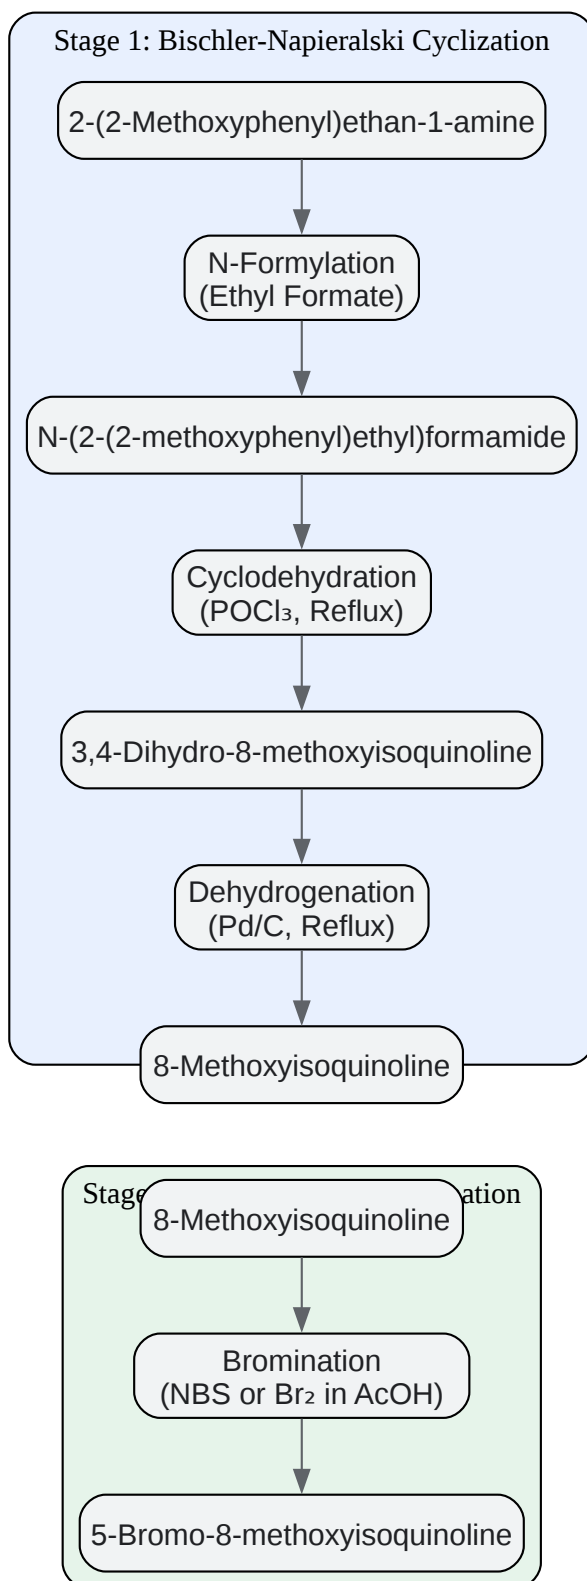 Stage 1: Bischler-Napieralski Cyclization
2-(2-Methoxyphenyl)ethan-1-amine
N-Formylation
(Ethyl Formate)
N-(2-(2-methoxyphenyl)ethyl)formamide
Cyclodehydration
(POCl₃, Reflux)
3,4-Dihydro-8-methoxyisoquinoline
Dehydrogenation
(Pd/C, Reflux)
8-Methoxyisoquinoline
Stage
8-Methoxyisoquinoline
Bromination
(NBS or Br₂ in AcOH)
5-Bromo-8-methoxyisoquinoline